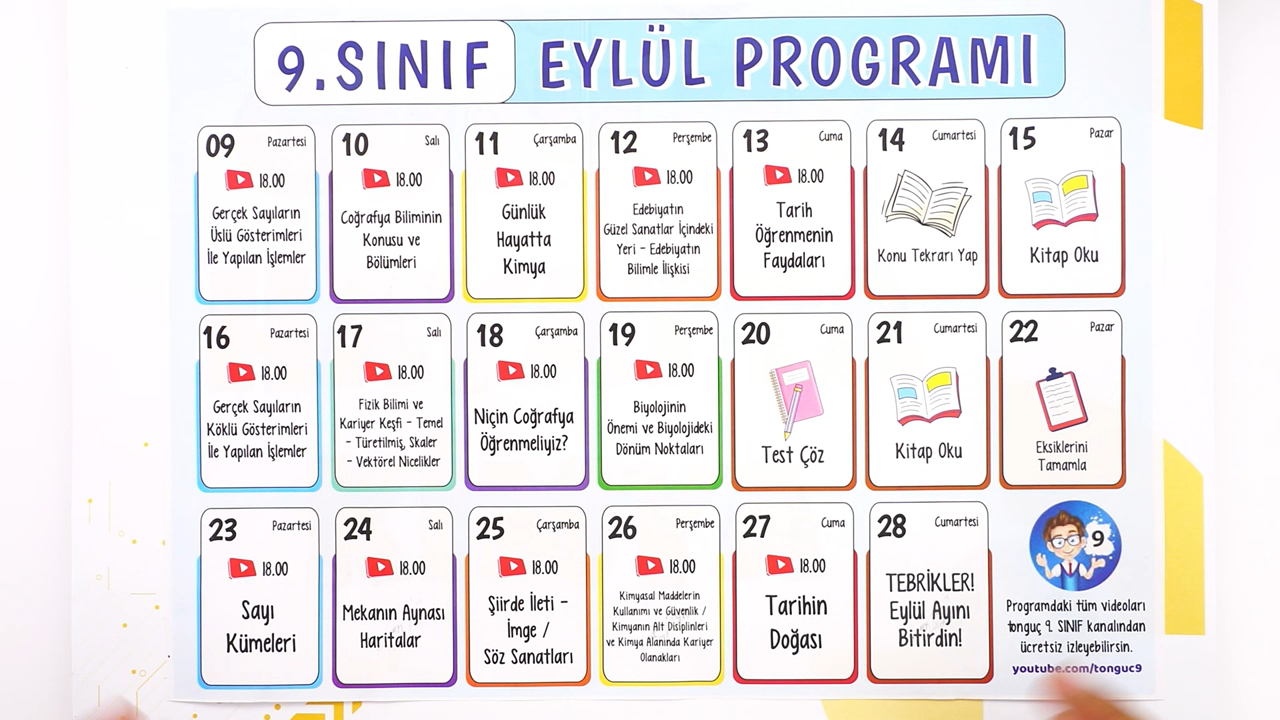 9.SINIF EYLÜL PROGRAMI
09 Pazartesi
18.00
Gerçek Sayıların
Üslü Gösterimleri
İle Yapılan İşlemler
10 Salı
18.00
Coğrafya Biliminin
Konusu ve
Bölümleri
11 Çarşamba
18.00
Günlük
Hayatta
Kimya
12 Perşembe
18.00
Edebiyatın
Güzel Sanatlar İçindeki
Yeri - Edebiyatın
Bilimle İlişkisi
13 Cuma
18.00
Tarih
Öğrenmenin
Faydaları
14 Cumartesi
Konu Tekrarı Yap
15 Pazar
Kitap Oku
16 Pazartesi
18.00
Gerçek Sayıların
Köklü Gösterimleri
İle Yapılan İşlemler
17 Salı
18.00
Fizik Bilimi ve
Kariyer Keşfi - Temel
- Türetilmiş, Skaler
- Vektörel Nicelikler
18 Çarşamba
18.00
Niçin Coğrafya
Öğrenmeliyiz?
19 Perşembe
18.00
Biyolojinin
Önemi ve Biyolojideki
Dönüm Noktaları
20 Cuma
Test Çöz
21 Cumartesi
Kitap Oku
22 Pazar
Eksiklerini
Tamamla
23 Pazartesi
18.00
Sayı
Kümeleri
24 Salı
18.00
Mekanın Aynası
Haritalar
25 Çarşamba
18.00
Şiirde İleti -
İmge /
Söz Sanatları
26 Perşembe
18.00
Kimyasal Maddelerin
Kullanımı ve Güvenlik /
Kimyanın Alt Disiplinleri
ve Kimya Alanında Kariyer
Olanakları
27 Cuma
18.00
Tarihin
Doğası
28 Cumartesi
TEBRİKLER!
Eylül Ayını
Bitirdin!
9
Programdaki tüm videoları
tonguç 9. SINIF kanalından
ücretsiz izleyebilirsin.
youtube.com/tonguc9